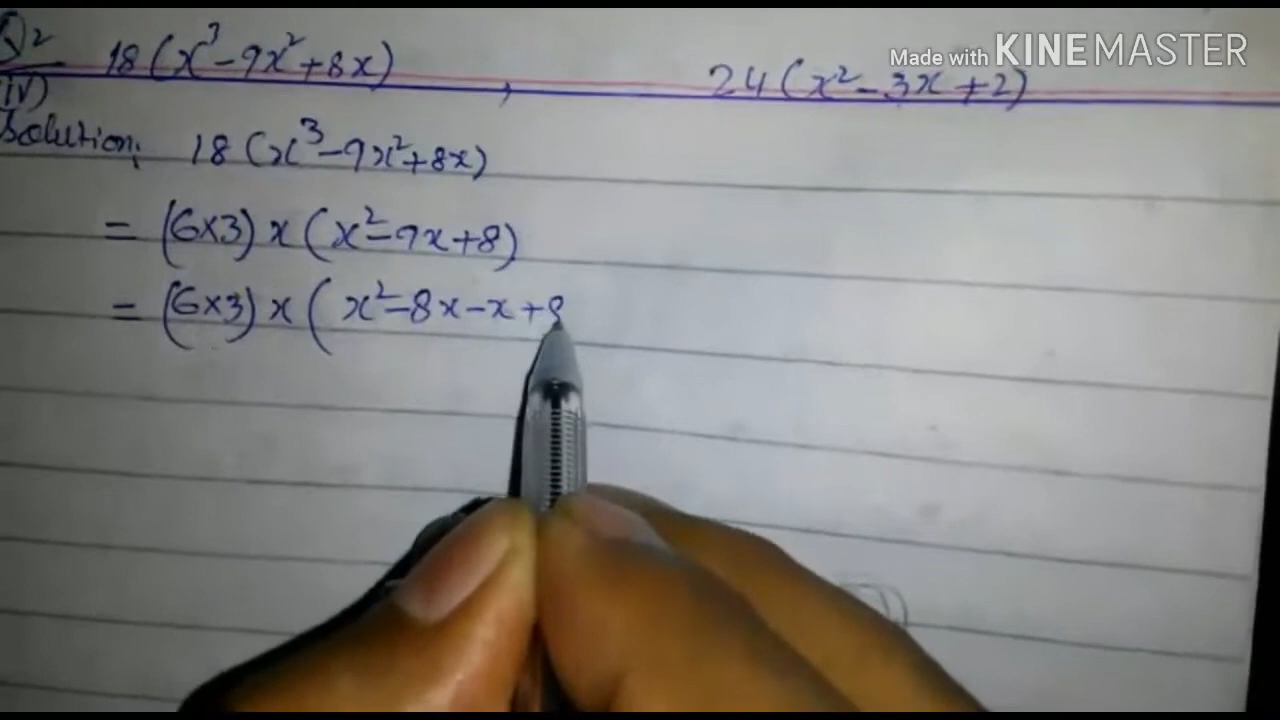 Made with KINEMASTER
Q2 18(x³-9x²+8x) , 24(x²-3x+2)
(iv)
Solution; 18(x³-9x²+8x)
= (6×3) x (x²-9x+8)
= (6×3) x ( x²-8x-x+8